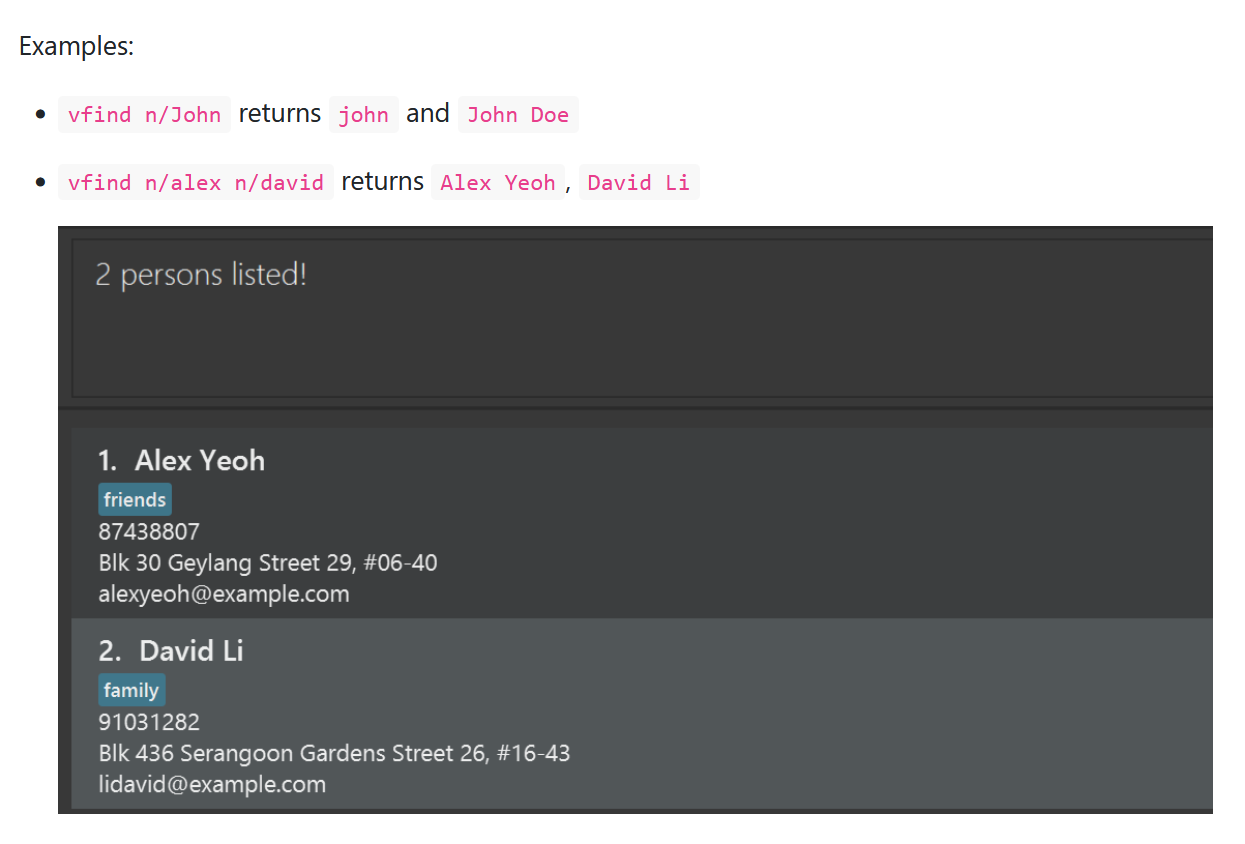 Examples:
vfind n/John returns john and John Doe
vfind n/alex n/david returns Alex Yeoh, David Li
2 persons listed!
1. Alex Yeoh
friends
87438807
Blk 30 Geylang Street 29, #06-40
alexyeoh@example.com
2. David Li
family
91031282
Blk 436 Serangoon Gardens Street 26, #16-43
lidavid@example.com